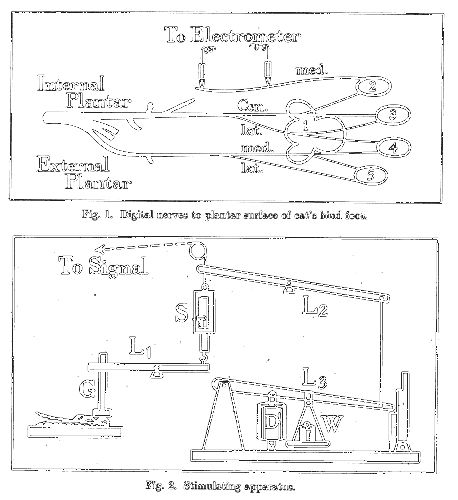 To Electrometer
med.
2
Internal
Plantar
Cen.
3
1
lat.
4
med.
External
Plantar
lat.
5
Fig. 1. Digital nerves to plantar surface of cat's hind foot.
To Signal
S
L2
L1
L3
G
D
W
Fig. 2. Stimulating apparatus.